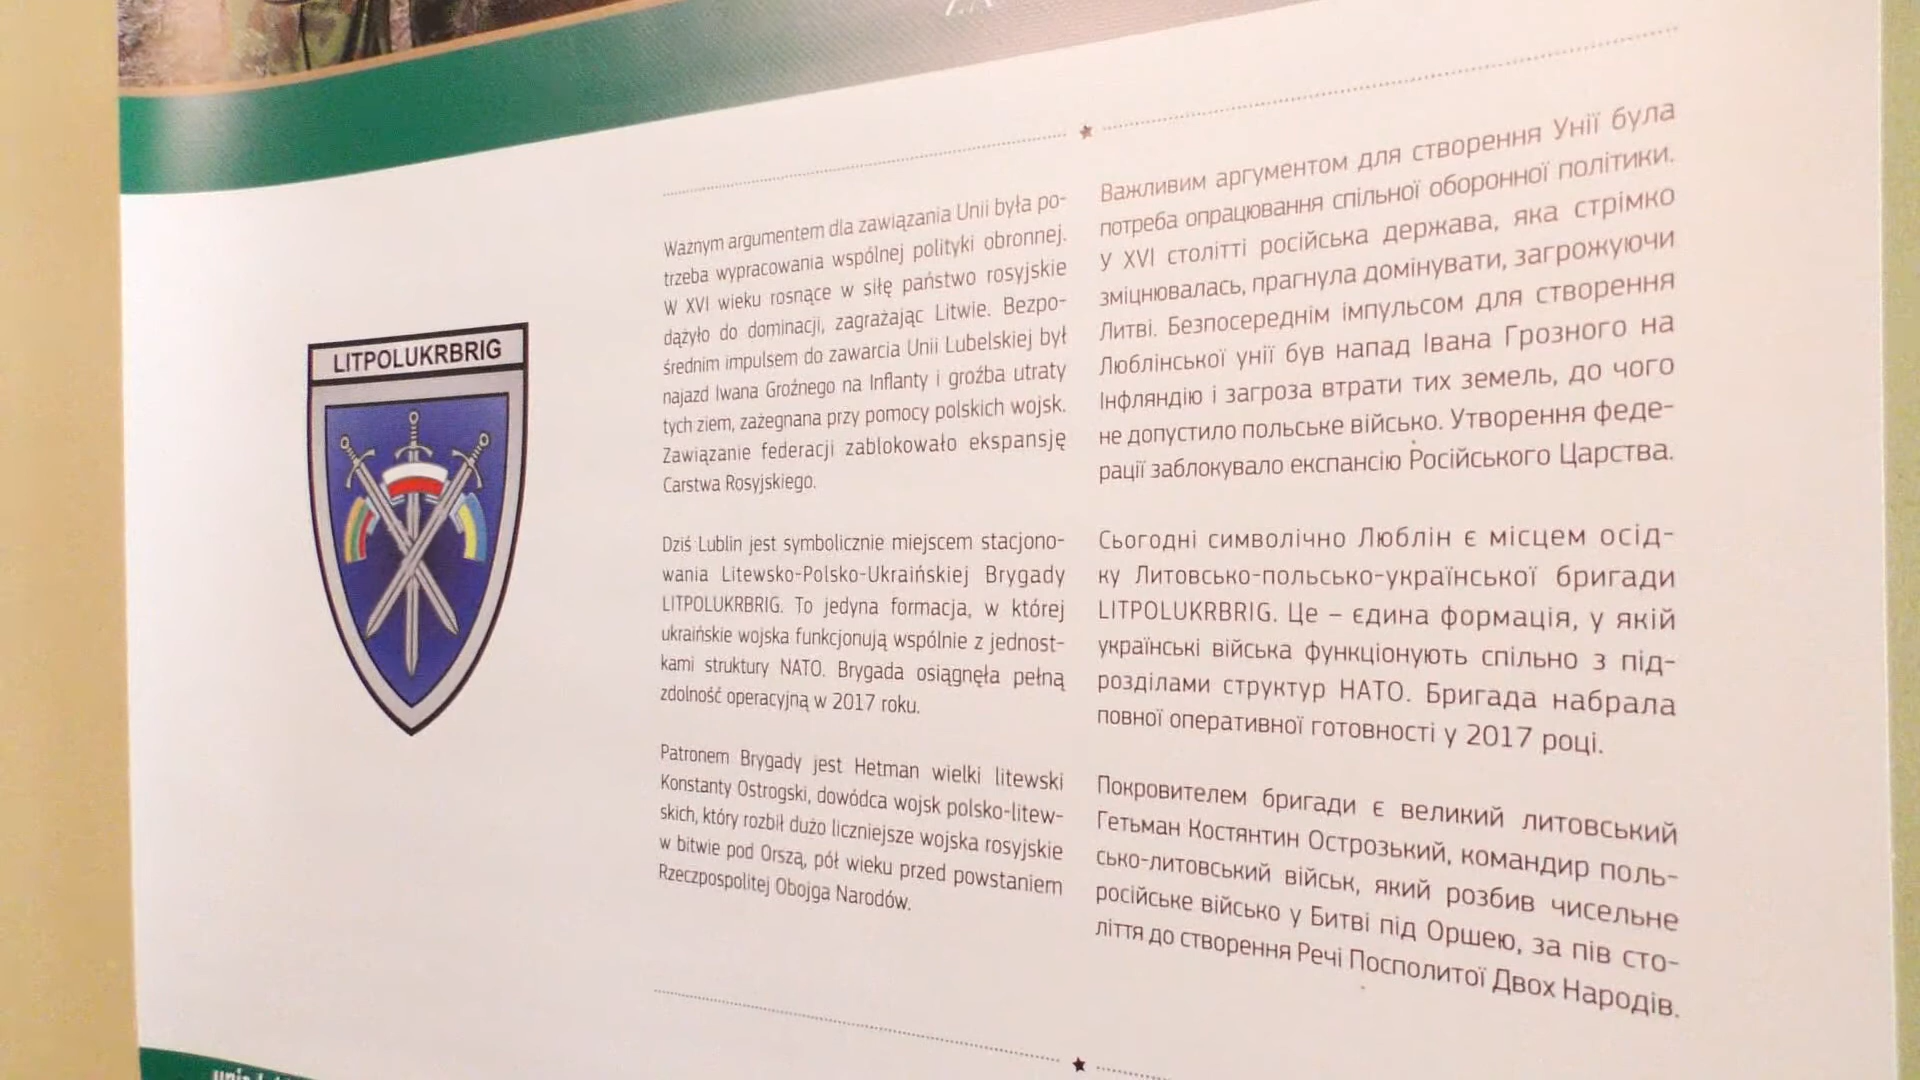 LITPOLUKRBRIG
Ważnym argumentem dla zawiązania Unii była po-
trzeba wypracowania wspólnej polityki obronnej.
W XVI wieku rosnące w siłę państwo rosyjskie
dążyło do dominacji, zagrażając Litwie. Bezpo-
średnim impulsem do zawarcia Unii Lubelskiej był
najazd Iwana Groźnego na Inflanty i groźba utraty
tych ziem, zażegnana przy pomocy polskich wojsk.
Zawiązanie federacji zablokowało ekspansję
Carstwa Rosyjskiego.
Dziś Lublin jest symbolicznie miejscem stacjono-
wania Litewsko-Polsko-Ukraińskiej Brygady
LITPOLUKRBRIG. To jedyna formacja, w której
ukraińskie wojska funkcjonują wspólnie z jednost-
kami struktury NATO. Brygada osiągnęła pełną
zdolność operacyjną w 2017 roku.
Patronem Brygady jest Hetman wielki litewski
Konstanty Ostrogski, dowódca wojsk polsko-litew-
skich, który rozbił dużo liczniejsze wojska rosyjskie
w bitwie pod Orszą, pół wieku przed powstaniem
Rzeczpospolitej Obojga Narodów.
Важливим аргументом для створення Унії була
потреба опрацювання спільної оборонної політики.
У XVI столітті російська держава, яка стрімко
зміцнювалась, прагнула домінувати, загрожуючи
Литві. Безпосереднім імпульсом для створення
Люблінської унії був напад Івана Грозного на
Інфляндію і загроза втрати тих земель, до чого
не допустило польське військо. Утворення феде-
рації заблокувало експансію Російського Царства.
Сьогодні символічно Люблін є місцем осід-
ку Литовсько-польсько-української бригади
LITPOLUKRBRIG. Це – єдина формація, у якій
українські війська функціонують спільно з під-
розділами структур НАТО. Бригада набрала
повної оперативної готовності у 2017 році.
Покровителем бригади є великий литовський
Гетьман Костянтин Острозький, командир поль-
сько-литовський військ, який розбив чисельне
російське військо у Битві під Оршею, за пів сто-
ліття до створення Речі Посполитої Двох Народів.